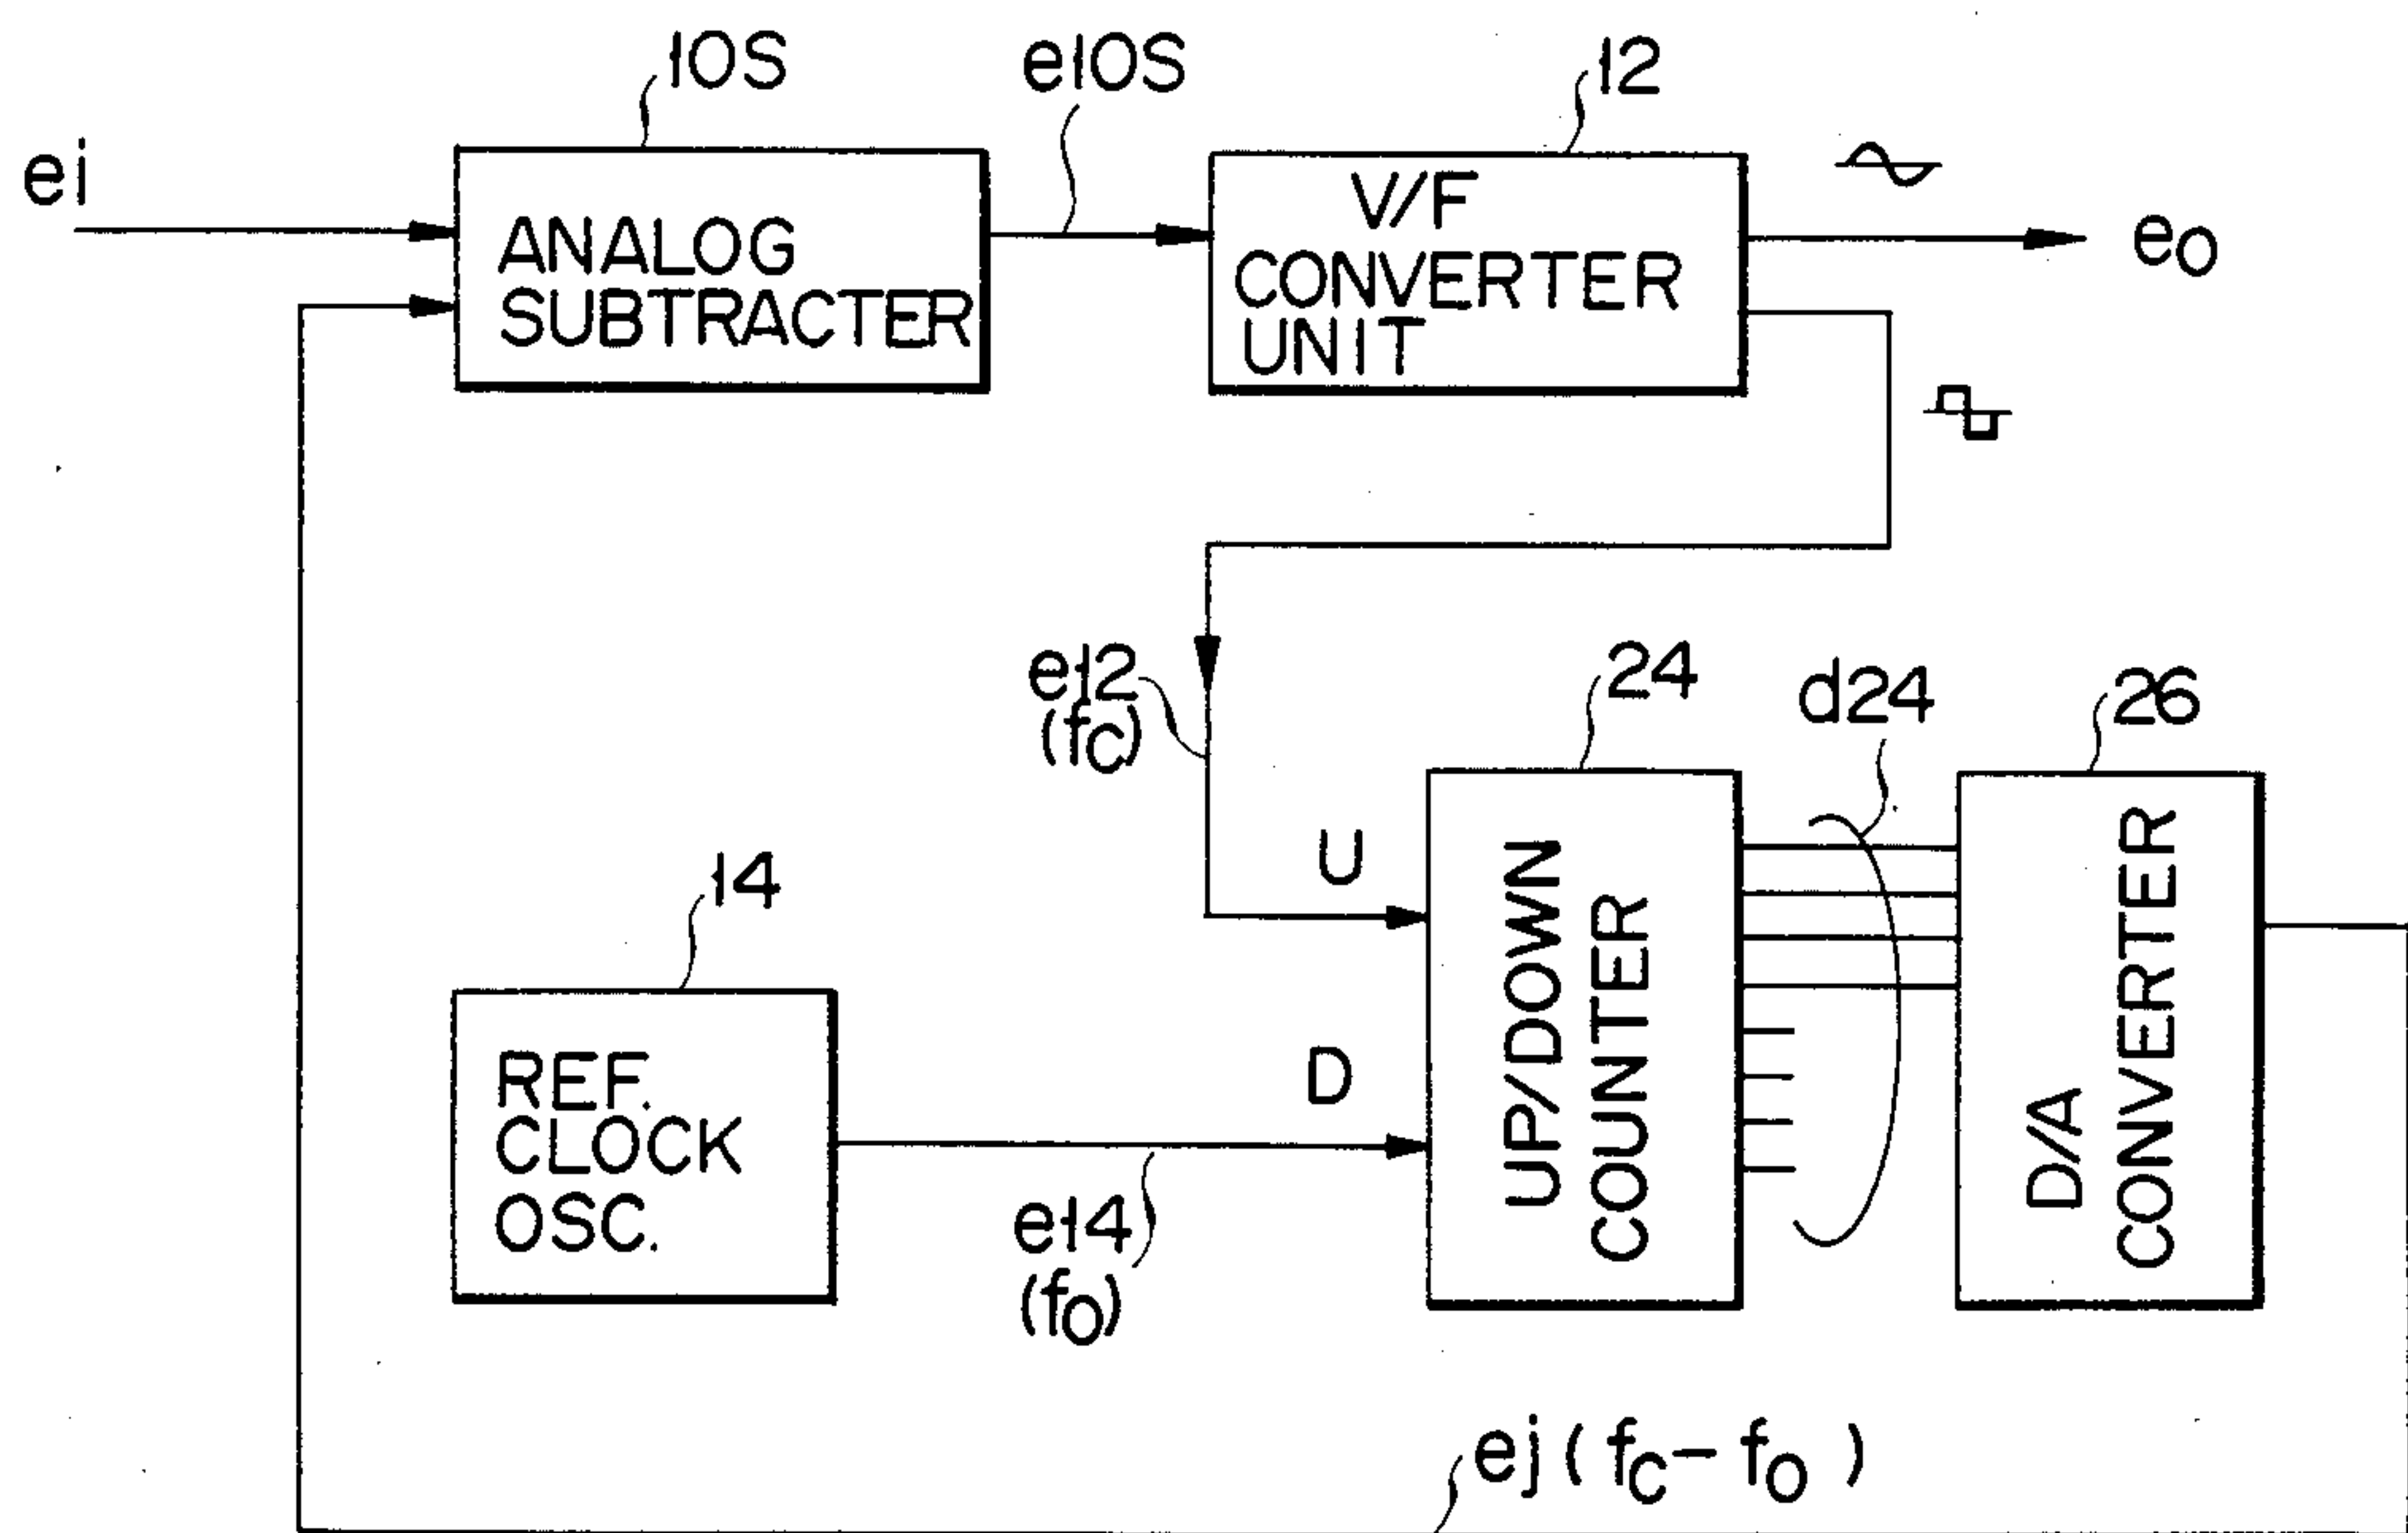 10S
e10S
12
ei
ANALOG
SUBTRACTER
V/F
CONVERTER
UNIT
eo
e12
(fc)
24
d24
26
14
U
D
REF.
CLOCK
OSC.
e14
(fo)
UP/DOWN
COUNTER
D/A
CONVERTER
ej (fc - fo)